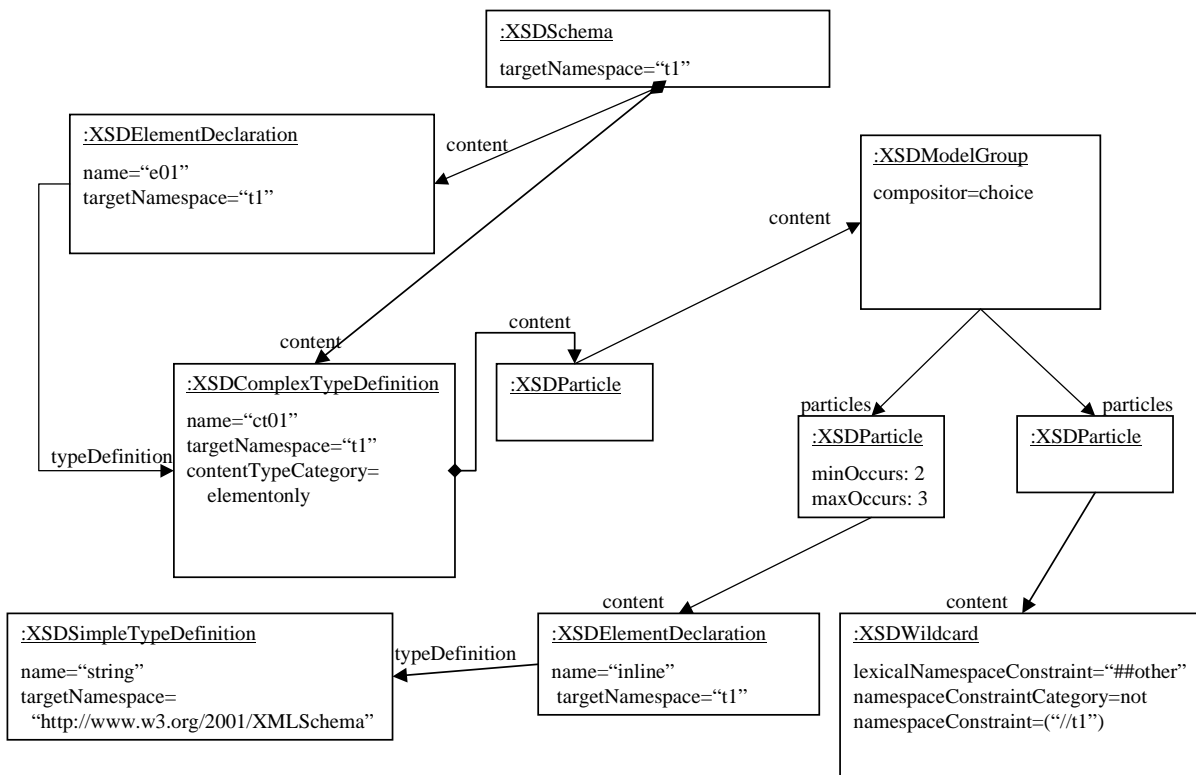 :XSDSchema
targetNamespace=“t1”
:XSDElementDeclaration
name=“e01”
targetNamespace=“t1”
content
:XSDModelGroup
compositor=choice
content
content
content
:XSDComplexTypeDefinition
name=“ct01”
targetNamespace=“t1”
contentTypeCategory=
elementonly
typeDefinition
:XSDParticle
particles
particles
:XSDParticle
minOccurs: 2
maxOccurs: 3
:XSDParticle
content
content
:XSDSimpleTypeDefinition
name=“string”
targetNamespace=
“http://www.w3.org/2001/XMLSchema”
typeDefinition
:XSDElementDeclaration
name=“inline”
targetNamespace=“t1”
:XSDWildcard
lexicalNamespaceConstraint=“##other”
namespaceConstraintCategory=not
namespaceConstraint=(“//t1”)